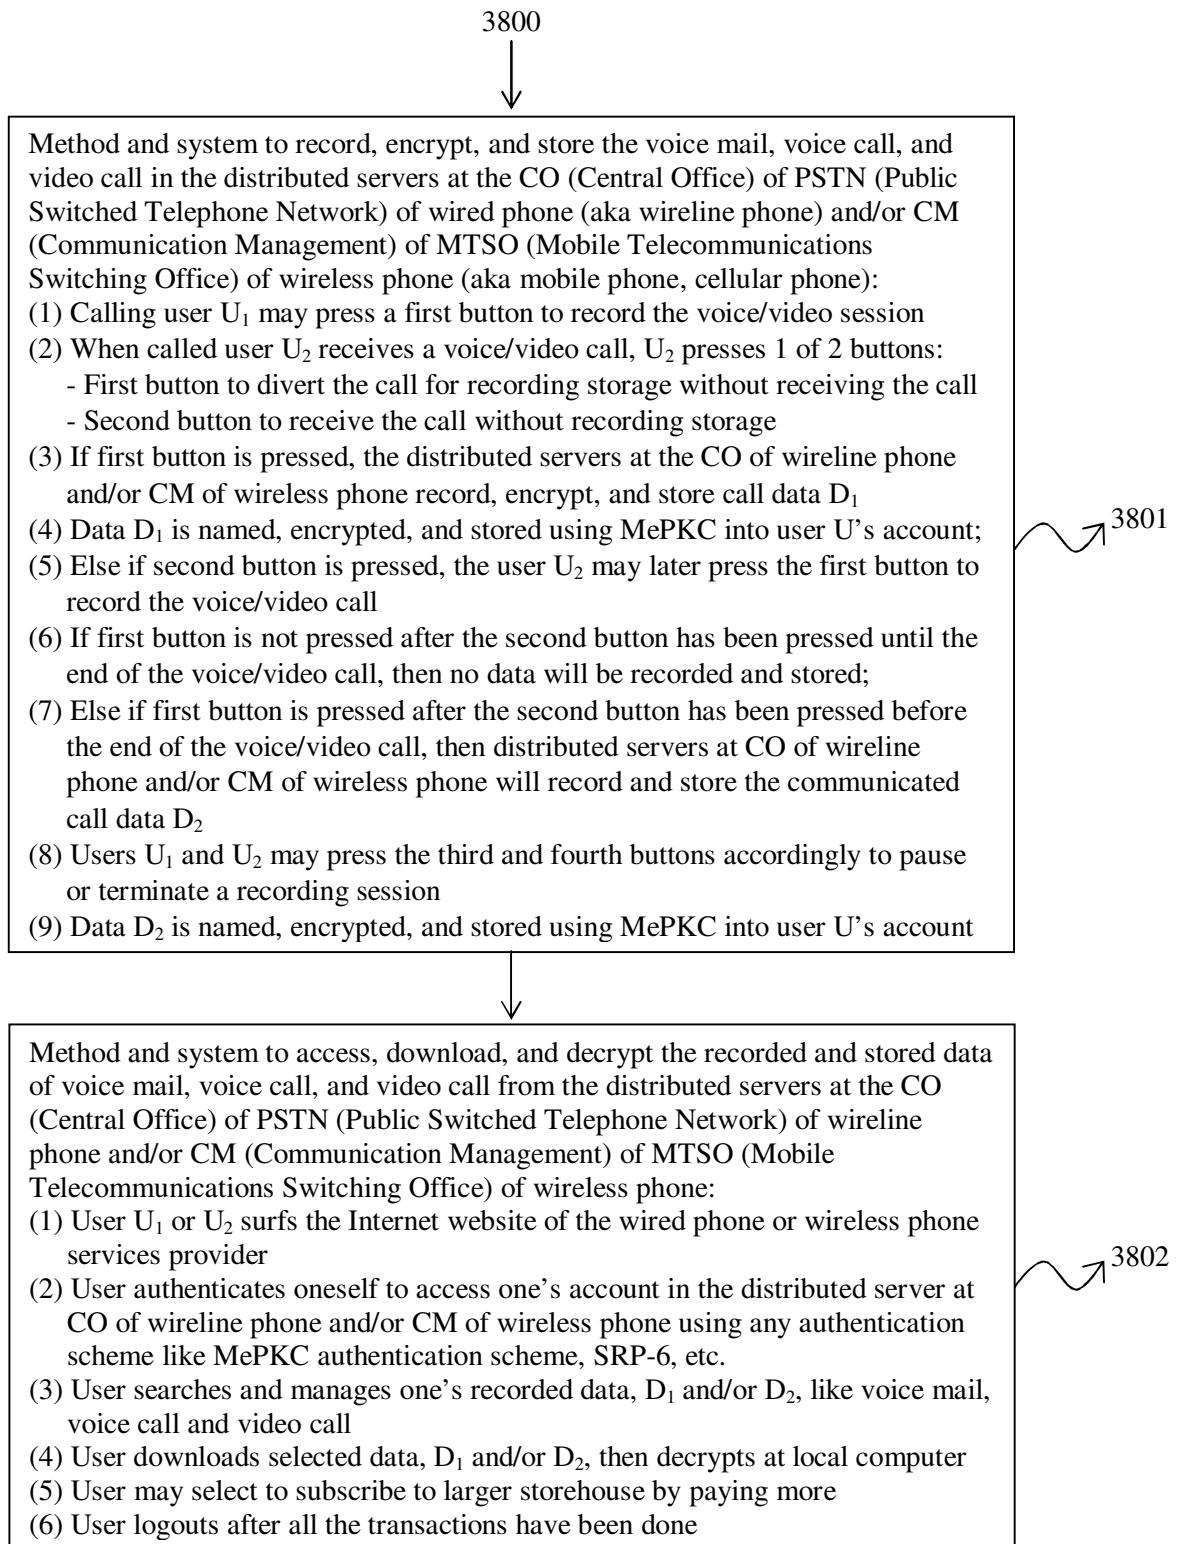 3800
Method and system to record, encrypt, and store the voice mail, voice call, and
video call in the distributed servers at the CO (Central Office) of PSTN (Public
Switched Telephone Network) of wired phone (aka wireline phone) and/or CM
(Communication Management) of MTSO (Mobile Telecommunications
Switching Office) of wireless phone (aka mobile phone, cellular phone):
(1) Calling user U₁ may press a first button to record the voice/video session
(2) When called user U₂ receives a voice/video call, U₂ presses 1 of 2 buttons:
- First button to divert the call for recording storage without receiving the call
- Second button to receive the call without recording storage
(3) If first button is pressed, the distributed servers at the CO of wireline phone
and/or CM of wireless phone record, encrypt, and store call data D₁
(4) Data D₁ is named, encrypted, and stored using MePKC into user U's account;
(5) Else if second button is pressed, the user U₂ may later press the first button to
record the voice/video call
(6) If first button is not pressed after the second button has been pressed until the
end of the voice/video call, then no data will be recorded and stored;
(7) Else if first button is pressed after the second button has been pressed before
the end of the voice/video call, then distributed servers at CO of wireline
phone and/or CM of wireless phone will record and store the communicated
call data D₂
(8) Users U₁ and U₂ may press the third and fourth buttons accordingly to pause
or terminate a recording session
(9) Data D₂ is named, encrypted, and stored using MePKC into user U's account
3801
Method and system to access, download, and decrypt the recorded and stored data
of voice mail, voice call, and video call from the distributed servers at the CO
(Central Office) of PSTN (Public Switched Telephone Network) of wireline
phone and/or CM (Communication Management) of MTSO (Mobile
Telecommunications Switching Office) of wireless phone:
(1) User U₁ or U₂ surfs the Internet website of the wired phone or wireless phone
services provider
(2) User authenticates oneself to access one's account in the distributed server at
CO of wireline phone and/or CM of wireless phone using any authentication
scheme like MePKC authentication scheme, SRP-6, etc.
(3) User searches and manages one's recorded data, D₁ and/or D₂, like voice mail,
voice call and video call
(4) User downloads selected data, D₁ and/or D₂, then decrypts at local computer
(5) User may select to subscribe to larger storehouse by paying more
(6) User logouts after all the transactions have been done
3802